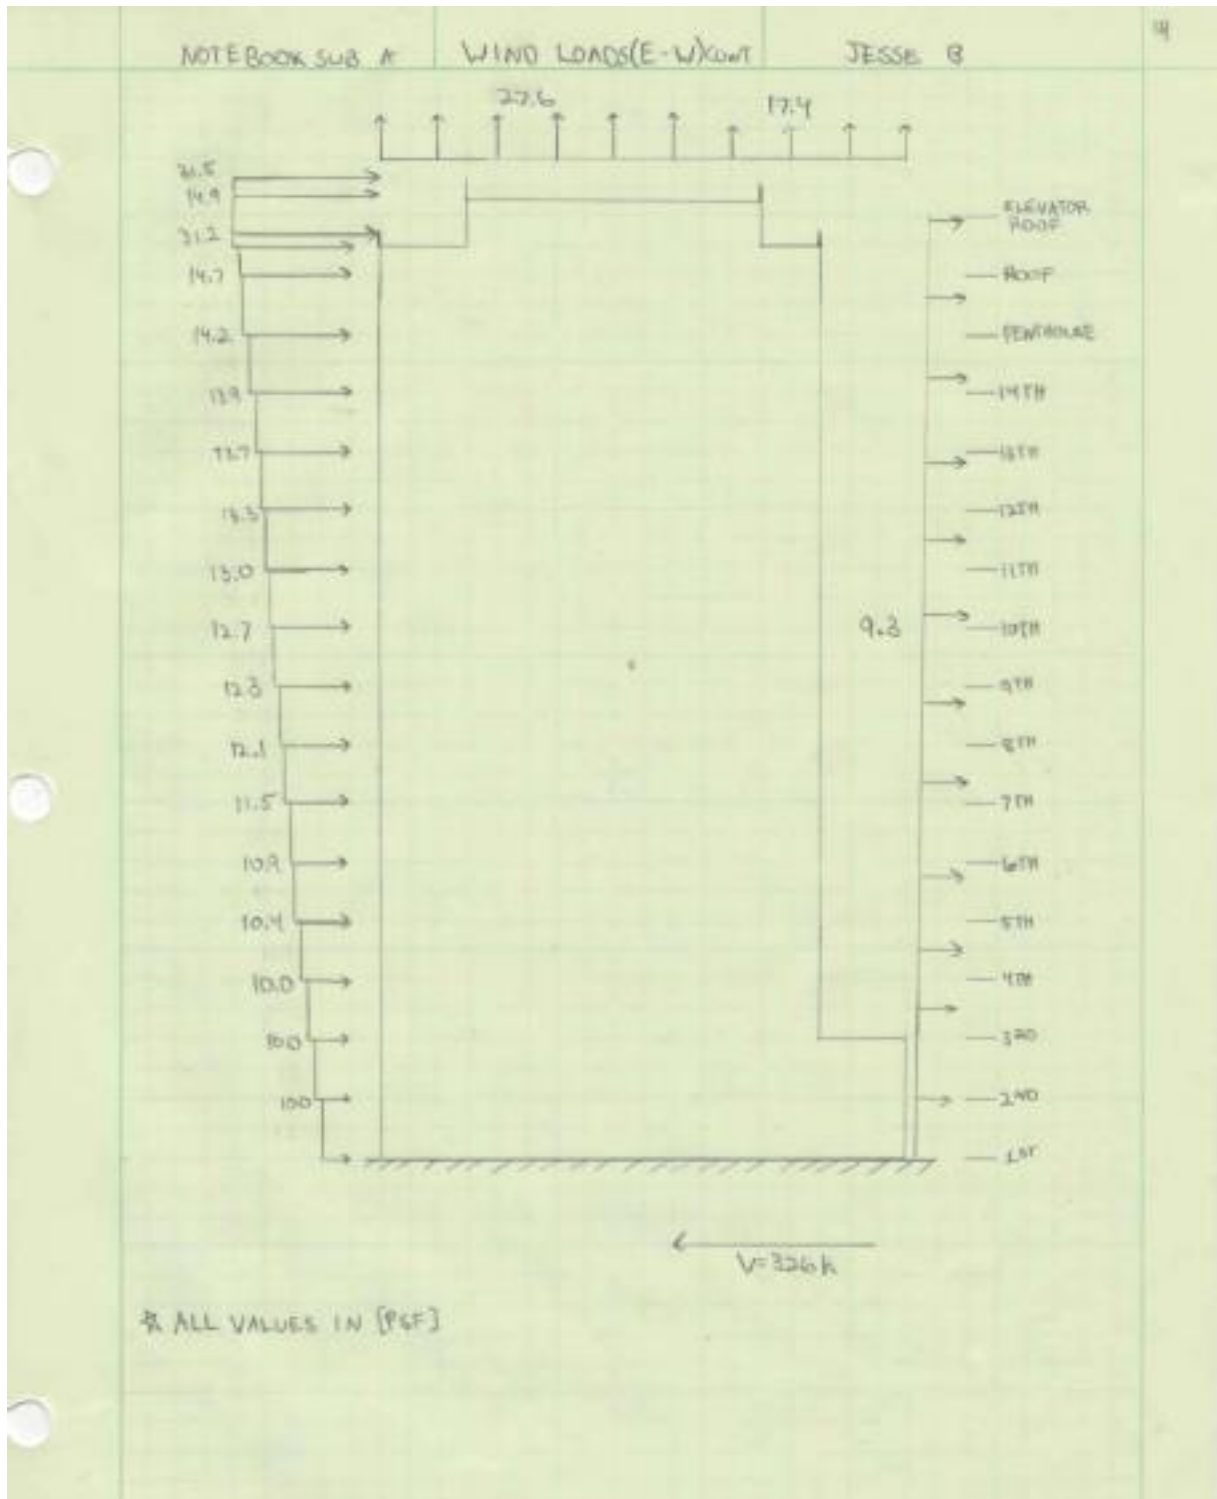 14
NOTEBOOK SUB A
WIND LOADS(E-W)CONT
JESSE B
27.6
17.4
31.5
14.9
31.2
14.7
14.2
13.9
13.7
13.3
13.0
12.7
12.3
12.1
11.5
10.9
10.4
10.0
10.0
10.0
9.3
ELEVATOR
ROOF
ROOF
PENTHOUSE
14TH
13TH
12TH
11TH
10TH
9TH
8TH
7TH
6TH
5TH
4TH
3RD
2ND
1ST
V=326k
* ALL VALUES IN [PSF]